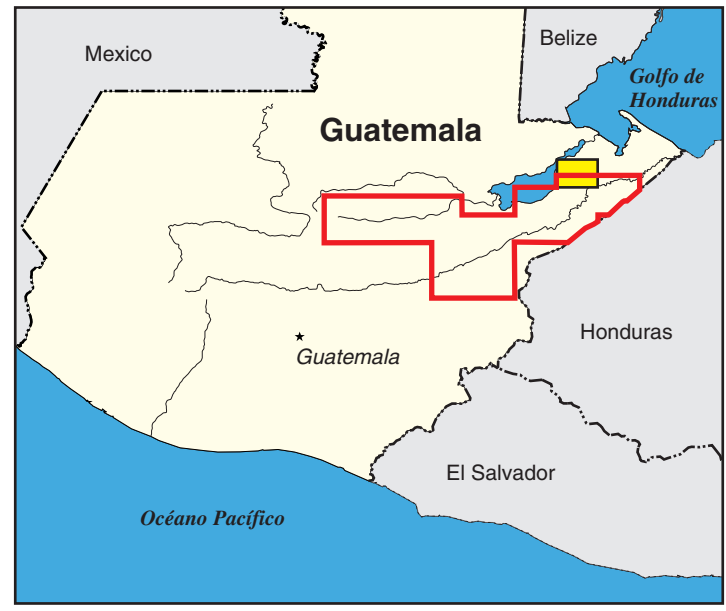 Mexico
Belize
Golfo de
Honduras
Guatemala
Honduras
Guatemala
El Salvador
Océano Pacífico